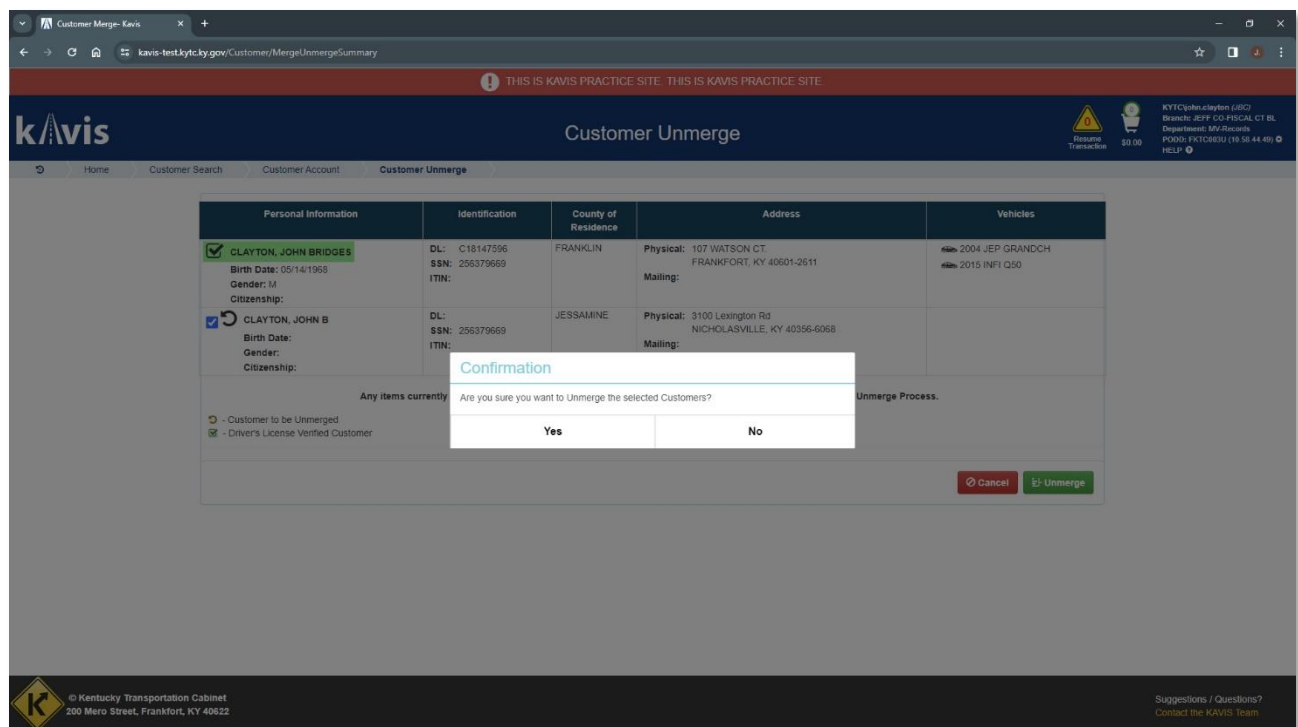 Customer Merge- Kavis
kavis-test.kytc.ky.gov/Customer/MergeUnmergeSummary
THIS IS KAVIS PRACTICE SITE. THIS IS KAVIS PRACTICE SITE.
kavis
Customer Unmerge
0
Resume
Transaction
0
$0.00
KYTC\john.clayton (JBC)
Branch: JEFF CO-FISCAL CT BL
Department: MV-Records
HELP
Home Customer Search Customer Account Customer Unmerge
Personal Information Identification County of Residence Address Vehicles
CLAYTON, JOHN BRIDGES DL: C18147596 FRANKLIN Physical: 107 WATSON CT. 2004 JEP GRANDCH
Birth Date: 05/14/1968 SSN: 256379669 FRANKFORT, KY 40601-2611 2015 INFI Q50
Gender: M ITIN: Mailing:
Citizenship:
CLAYTON, JOHN B DL: JESSAMINE Physical: 3100 Lexington Rd
Birth Date: SSN: 256379669 NICHOLASVILLE, KY 40356-6068
Gender: ITIN: Mailing:
Citizenship:
Confirmation
Any items currently Are you sure you want to Unmerge the selected Customers? Unmerge Process.
- Customer to be Unmerged
- Driver's License Verified Customer
Yes No
Cancel Unmerge
K
© Kentucky Transportation Cabinet
200 Mero Street, Frankfort, KY 40622
Suggestions / Questions?
Contact the KAVIS Team